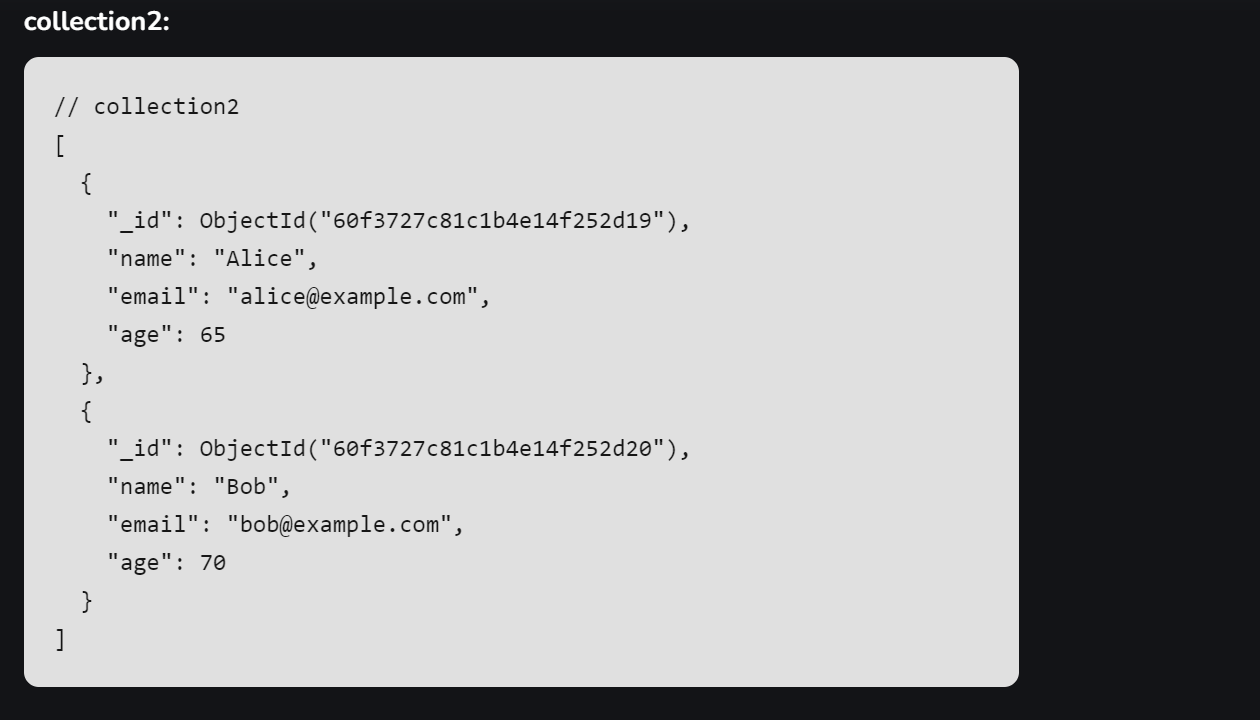 collection2:
// collection2
[
  {
    "_id": ObjectId("60f3727c81c1b4e14f252d19"),
    "name": "Alice",
    "email": "alice@example.com",
    "age": 65
  },
  {
    "_id": ObjectId("60f3727c81c1b4e14f252d20"),
    "name": "Bob",
    "email": "bob@example.com",
    "age": 70
  }
]